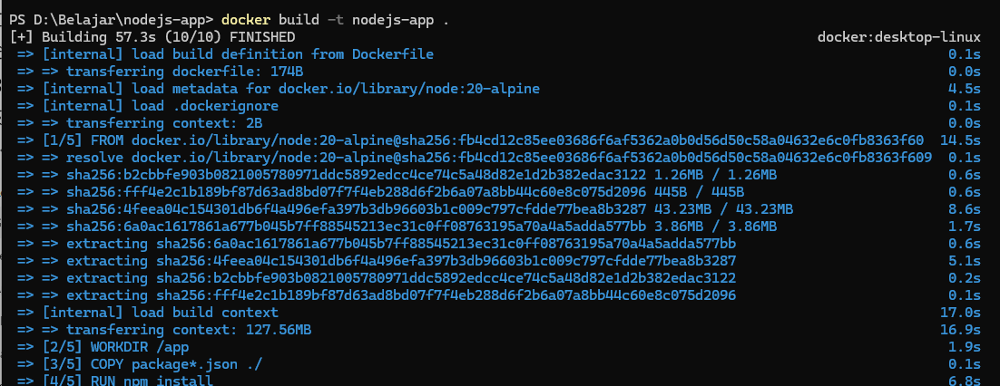 PS D:\Belajar\nodejs-app> docker build -t nodejs-app .
[+] Building 57.3s (10/10) FINISHED docker:desktop-linux
=> [internal] load build definition from Dockerfile 0.1s
=> => transferring dockerfile: 174B 0.0s
=> [internal] load metadata for docker.io/library/node:20-alpine 4.5s
=> [internal] load .dockerignore 0.1s
=> => transferring context: 2B 0.0s
=> [1/5] FROM docker.io/library/node:20-alpine@sha256:fb4cd12c85ee03686f6af5362a0b0d56d50c58a04632e6c0fb8363f60 14.5s
=> => resolve docker.io/library/node:20-alpine@sha256:fb4cd12c85ee03686f6af5362a0b0d56d50c58a04632e6c0fb8363f609 0.1s
=> => sha256:b2cbbfe903b0821005780971ddc5892edcc4ce74c5a48d82e1d2b382edac3122 1.26MB / 1.26MB 0.6s
=> => sha256:fff4e2c1b189bf87d63ad8bd07f7f4eb288d6f2b6a07a8bb44c60e8c075d2096 445B / 445B 0.6s
=> => sha256:4feea04c154301db6f4a496efa397b3db96603b1c009c797cfdde77bea8b3287 43.23MB / 43.23MB 8.6s
=> => sha256:6a0ac1617861a677b045b7ff88545213ec31c0ff08763195a70a4a5adda577bb 3.86MB / 3.86MB 1.7s
=> => extracting sha256:6a0ac1617861a677b045b7ff88545213ec31c0ff08763195a70a4a5adda577bb 0.6s
=> => extracting sha256:4feea04c154301db6f4a496efa397b3db96603b1c009c797cfdde77bea8b3287 5.1s
=> => extracting sha256:b2cbbfe903b0821005780971ddc5892edcc4ce74c5a48d82e1d2b382edac3122 0.2s
=> => extracting sha256:fff4e2c1b189bf87d63ad8bd07f7f4eb288d6f2b6a07a8bb44c60e8c075d2096 0.1s
=> [internal] load build context 17.0s
=> => transferring context: 127.56MB 16.9s
=> [2/5] WORKDIR /app 1.9s
=> [3/5] COPY package*.json ./ 0.1s
=> [4/5] RUN npm install 6.8s